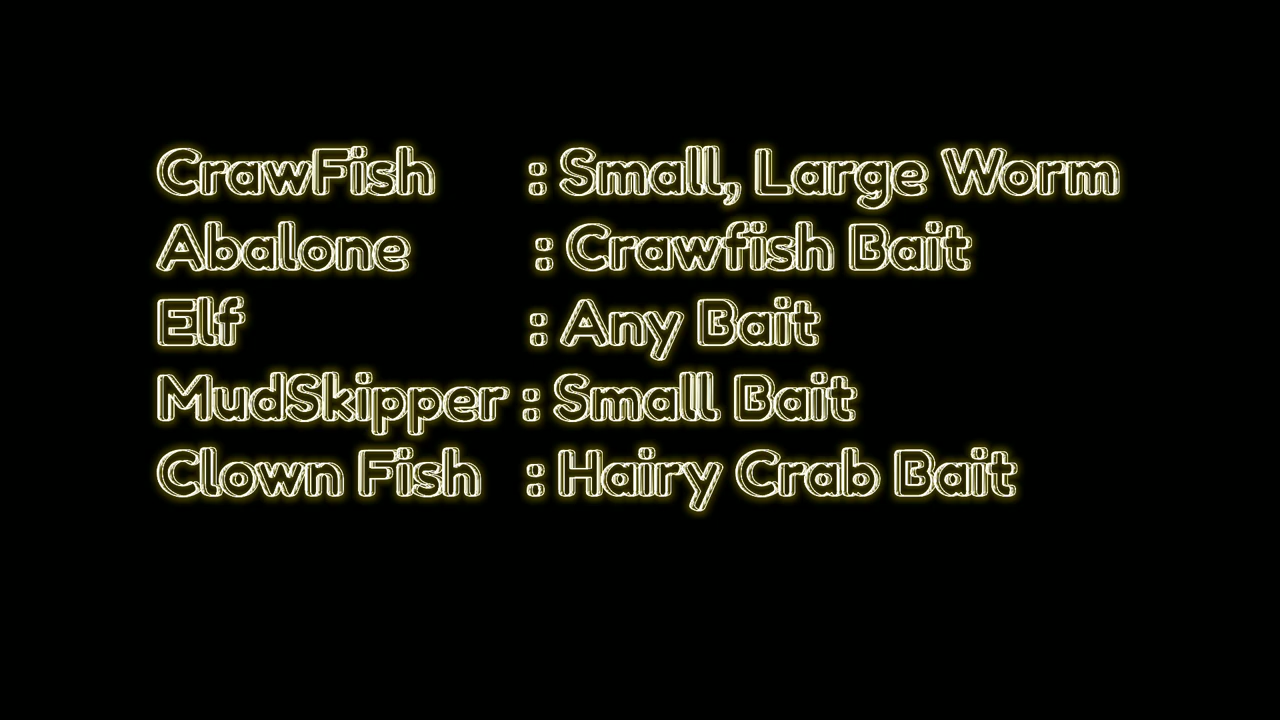 CrawFish : Small, Large Worm
Abalone : Crawfish Bait
Elf : Any Bait
MudSkipper : Small Bait
Clown Fish : Hairy Crab Bait